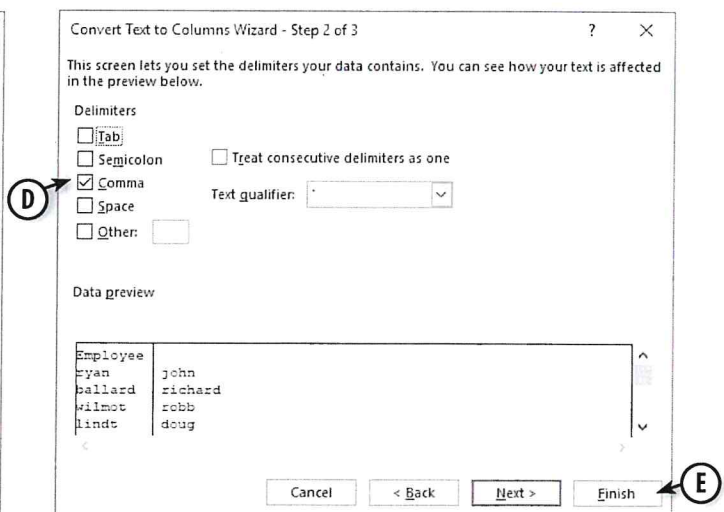 Convert Text to Columns Wizard - Step 2 of 3 ? ×
This screen lets you set the delimiters your data contains. You can see how your text is affected
in the preview below.
Delimiters
Tab
Semicolon
Treat consecutive delimiters as one
D
Comma
Text qualifier:
Space
Other:
Data preview
Employee
ryan john
ballard richard
wilmot robb
lindt doug
Cancel
< Back
Next >
Finish
E